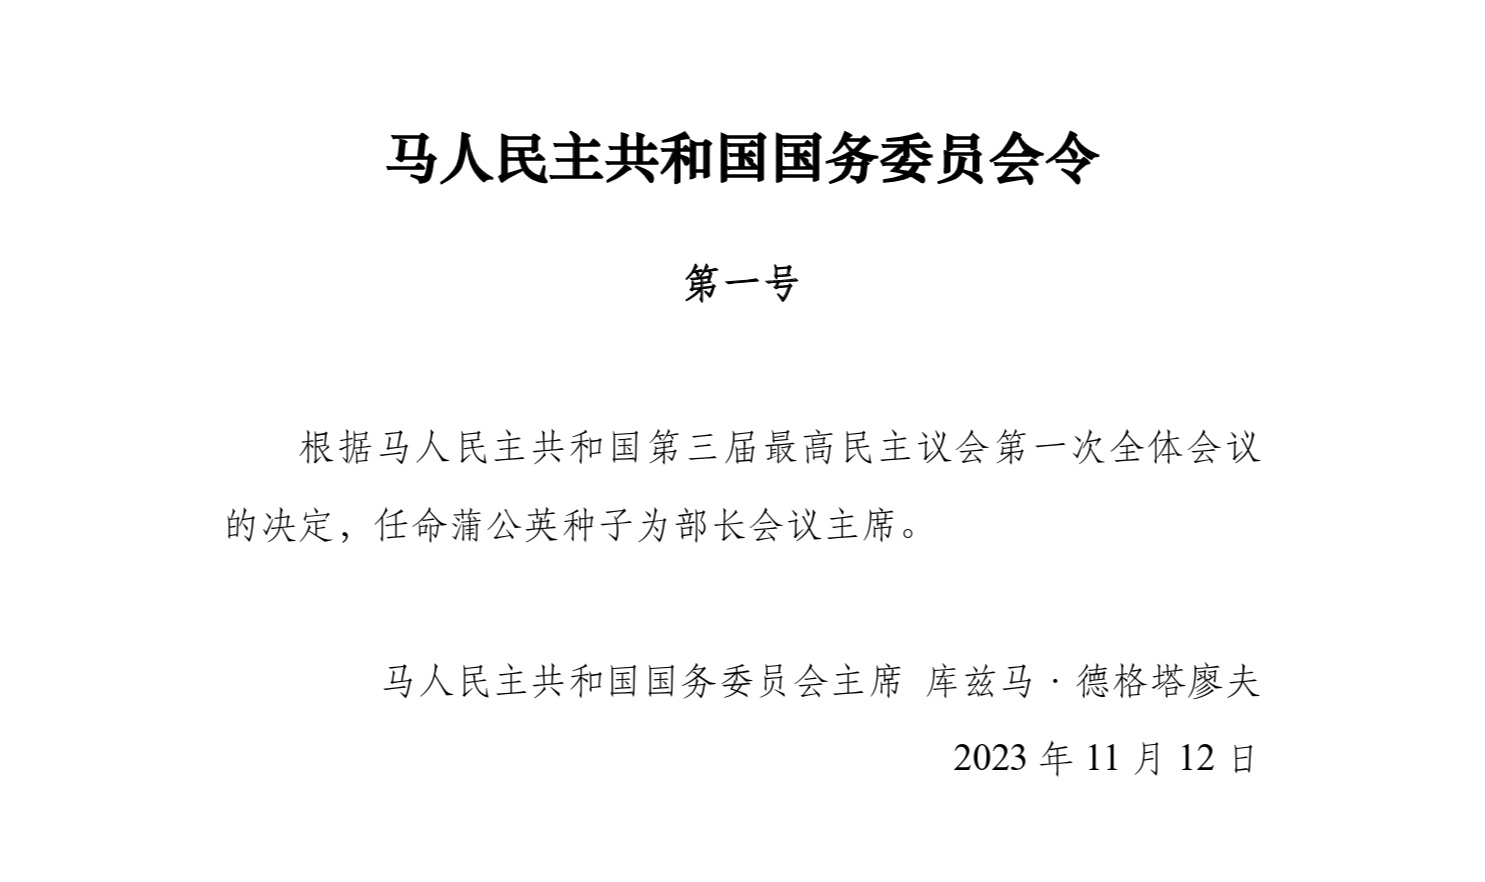 马人民主共和国国务委员会令
第一号
根据马人民主共和国第三届最高民主议会第一次全体会议
的决定，任命蒲公英种子为部长会议主席。
马人民主共和国国务委员会主席 库兹马·德格塔廖夫
2023 年 11 月 12 日